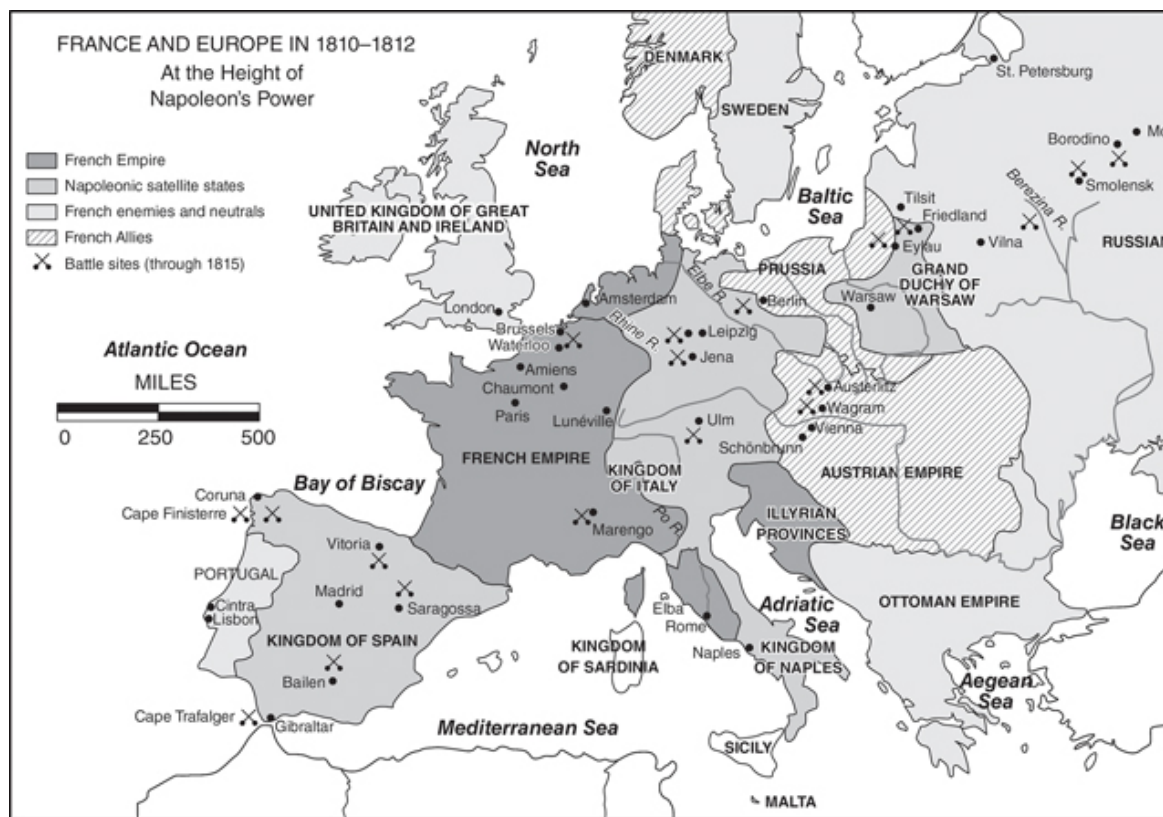 FRANCE AND EUROPE IN 1810–1812
At the Height of
Napoleon's Power
French Empire
Napoleonic satellite states
French enemies and neutrals
French Allies
Battle sites (through 1815)
Atlantic Ocean
MILES
0 250 500
North
Sea
DENMARK
SWEDEN
St. Petersburg
Borodino
Mo
Smolensk
Berezina R.
Baltic
Sea
Tilsit
Friedland
Eylau
Vilna
RUSSIAN
UNITED KINGDOM OF GREAT
BRITAIN AND IRELAND
London
PRUSSIA
GRAND
DUCHY OF
WARSAW
Warsaw
Elbe R.
Berlin
Amsterdam
Rhine R.
Brussels
Waterloo
Leipzig
Jena
Amiens
Chaumont
Paris
Lunéville
Austerlitz
Wagram
Vienna
Schönbrunn
Ulm
FRENCH EMPIRE
KINGDOM
OF ITALY
AUSTRIAN EMPIRE
Bay of Biscay
Coruna
Cape Finisterre
Marengo
Po R.
ILLYRIAN
PROVINCES
Black
Sea
Vitoria
PORTUGAL
Madrid
Saragossa
Cintra
Lisbon
KINGDOM OF SPAIN
Bailen
Cape Trafalger
Gibraltar
Elba
Rome
Adriatic
Sea
OTTOMAN EMPIRE
KINGDOM
OF SARDINIA
Naples
KINGDOM
OF NAPLES
Aegean
Sea
Mediterranean Sea
SICILY
MALTA